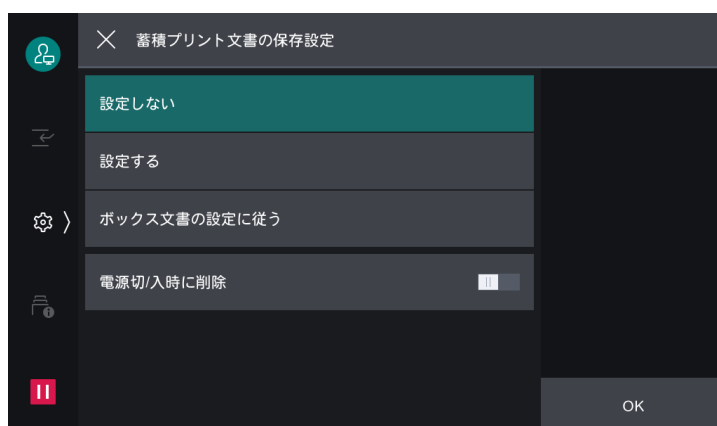 蓄積プリント文書の保存設定
設定しない
設定する
ボックス文書の設定に従う
電源切/入時に削除
OK